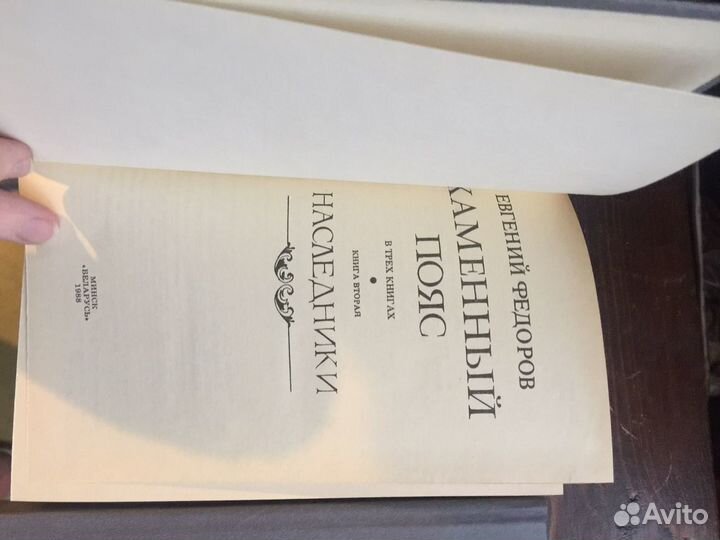 ЕВГЕНИЙ ФЕДОРОВ
КАМЕННЫЙ
ПОЯС
В ТРЕХ КНИГАХ
КНИГА ВТОРАЯ
НАСЛЕДНИКИ
МИНСК
«БЕЛАРУСЬ»
1988
Avito